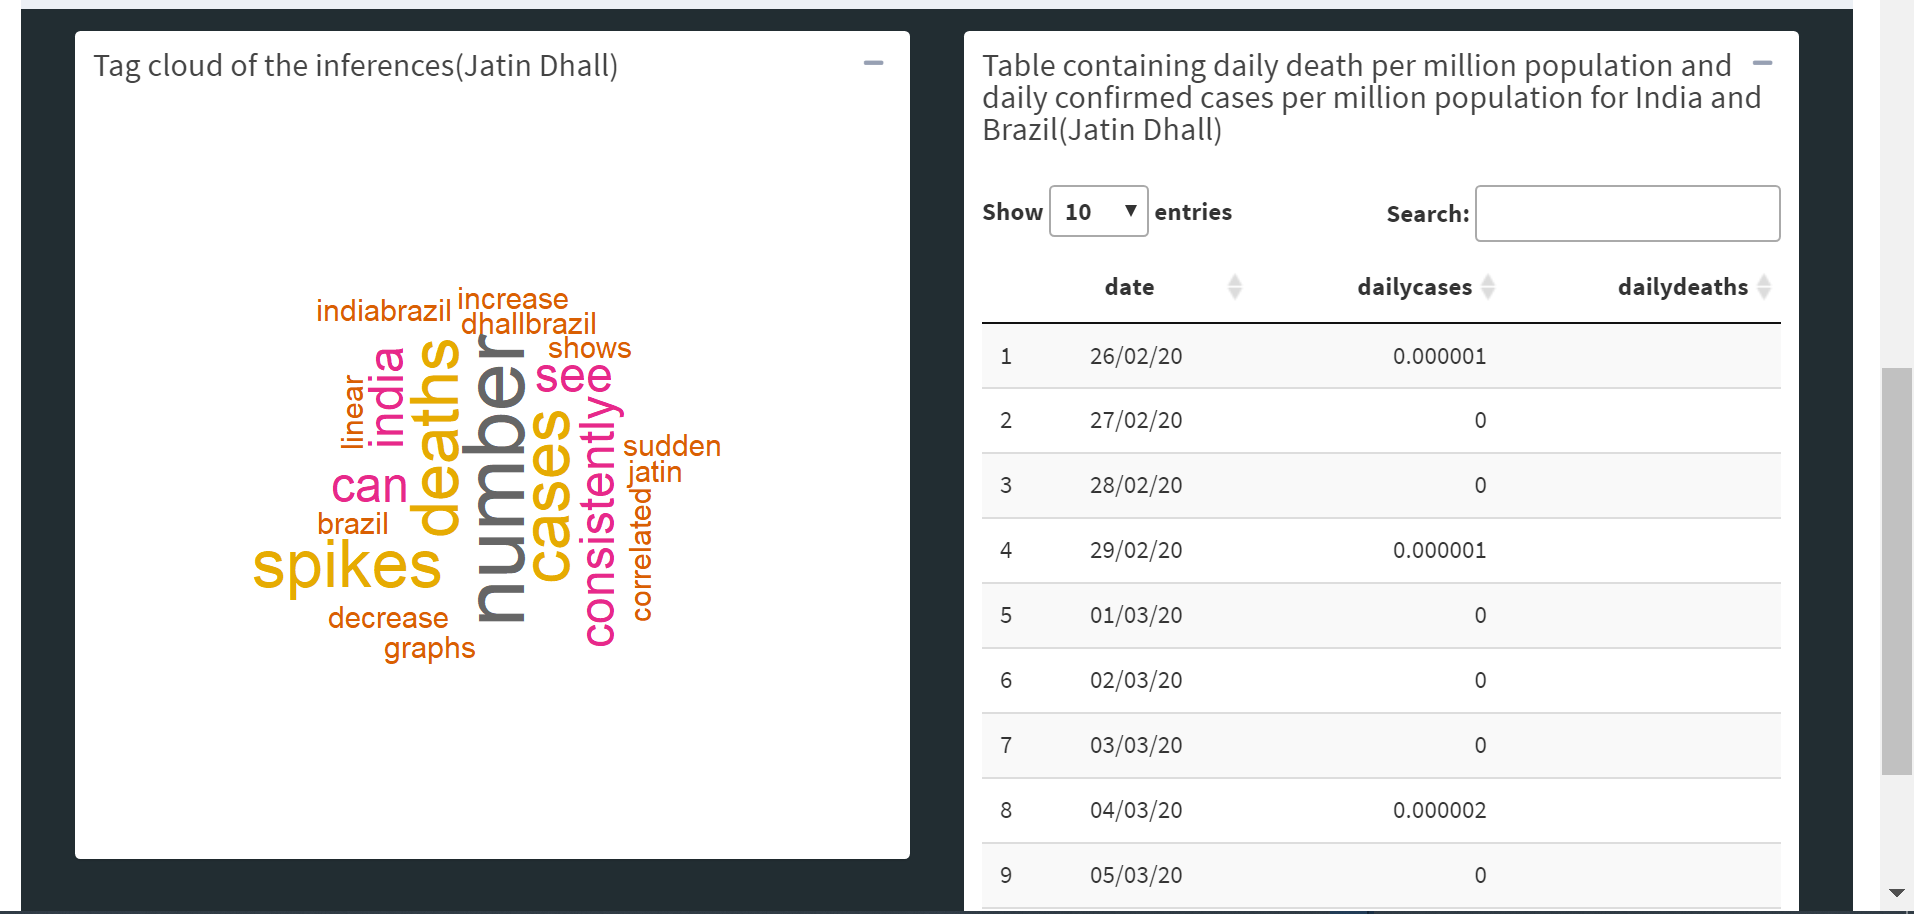 Tag cloud of the inferences(Jatin Dhall)
indiabrazil
increase
dhallbrazil
shows
linear
india
deaths
number
see
cases
consistently
sudden
jatin
correlated
can
brazil
spikes
decrease
graphs
Table containing daily death per million population and
daily confirmed cases per million population for India and
Brazil(Jatin Dhall)
Show 10 entries Search:
date dailycases dailydeaths
1 26/02/20 0.000001
2 27/02/20 0
3 28/02/20 0
4 29/02/20 0.000001
5 01/03/20 0
6 02/03/20 0
7 03/03/20 0
8 04/03/20 0.000002
9 05/03/20 0